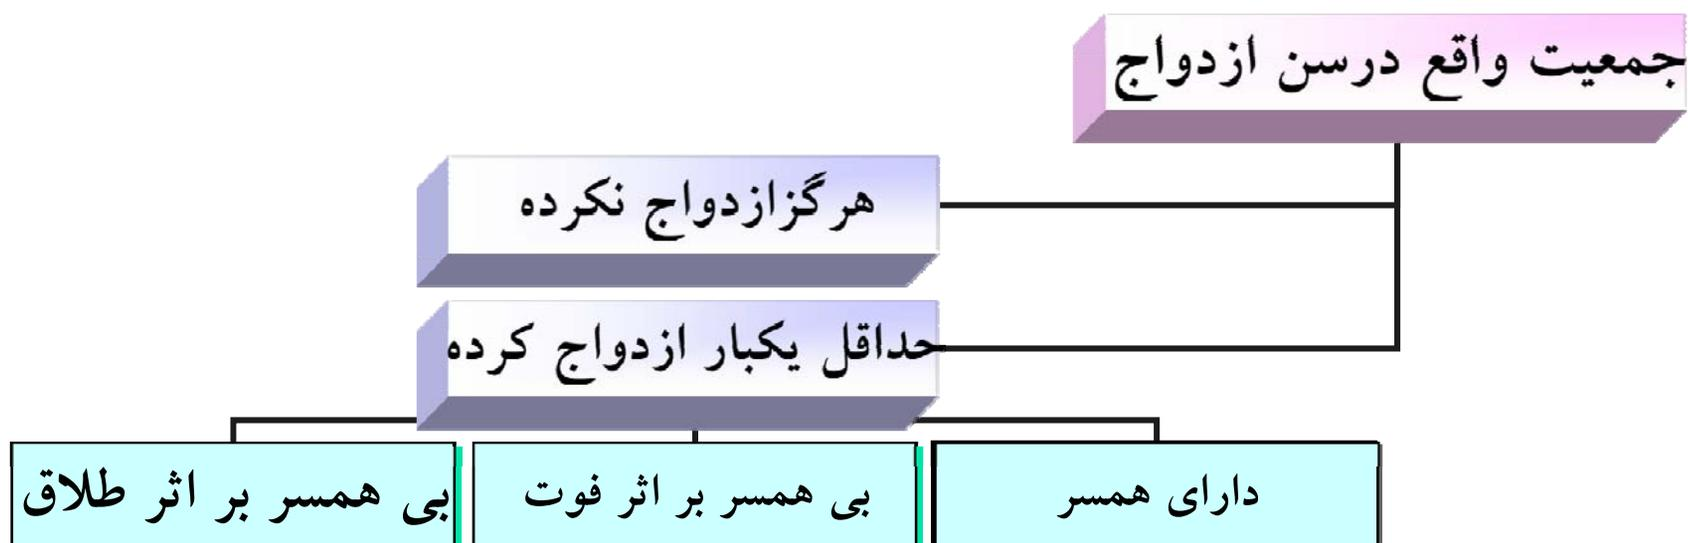 جمعیت واقع درسن ازدواج
هرگزازدواج نکرده
حداقل یکبار ازدواج کرده
دارای همسر
بی همسر بر اثر فوت
بی همسر بر اثر طلاق